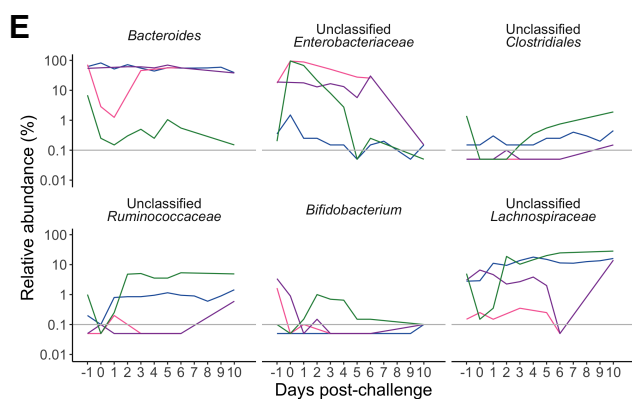 E
Bacteroides
Unclassified
Enterobacteriaceae
Unclassified
Clostridiales
Relative abundance (%)
100
10
1
0.1
0.01
Unclassified
Ruminococcaceae
Bifidobacterium
Unclassified
Lachnospiraceae
100
10
1
0.1
0.01
-1 0 1 2 3 4 5 6 7 8 9 10
-1 0 1 2 3 4 5 6 7 8 9 10
-1 0 1 2 3 4 5 6 7 8 9 10
Days post-challenge